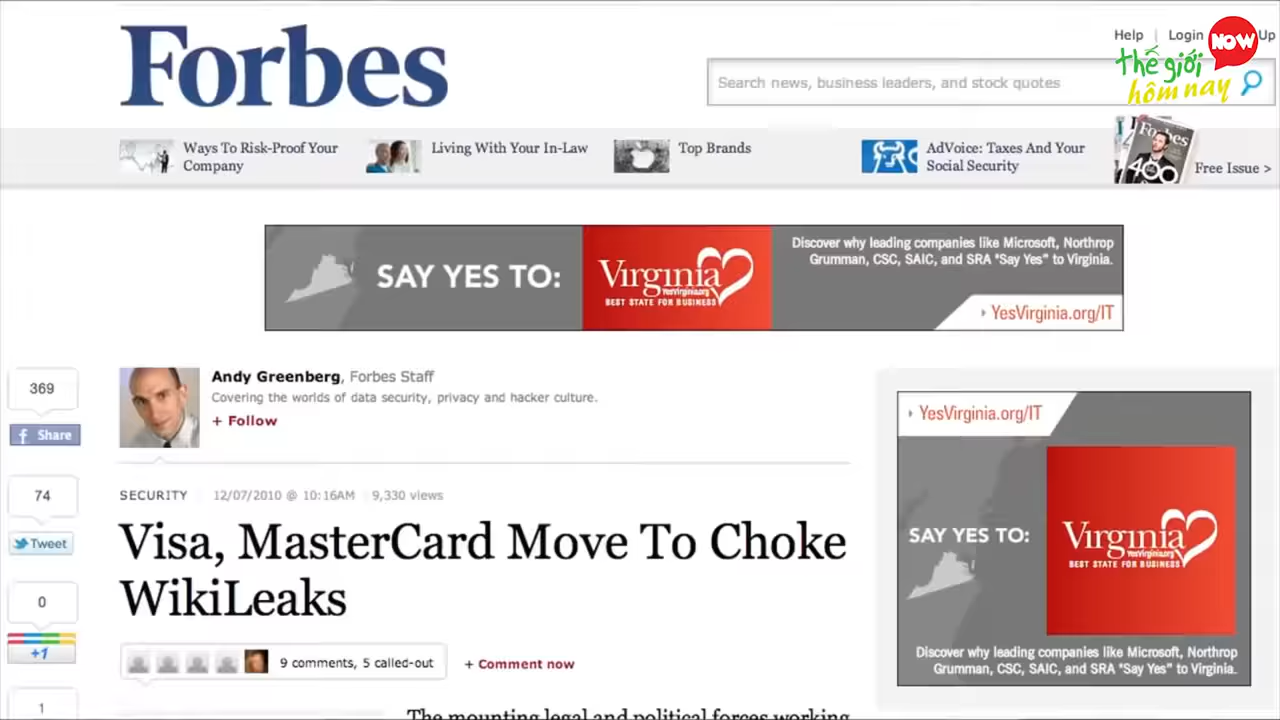 Forbes
Help | Login
Up
NOW
thế giới
hôm nay
Search news, business leaders, and stock quotes
Ways To Risk-Proof Your
Company
Living With Your In-Law
Top Brands
AdVoice: Taxes And Your
Social Security
Forbes
400
Free Issue >
SAY YES TO:
Virginia
YesVirginia.org
BEST STATE FOR BUSINESS
Discover why leading companies like Microsoft, Northrop
Grumman, CSC, SAIC, and SRA "Say Yes" to Virginia.
YesVirginia.org/IT
369
Share
74
Tweet
0
+1
1
Andy Greenberg, Forbes Staff
Covering the worlds of data security, privacy and hacker culture.
+ Follow
SECURITY | 12/07/2010 @ 10:16AM | 9,330 views
Visa, MasterCard Move To Choke
WikiLeaks
9 comments, 5 called-out
+ Comment now
The mounting legal and political forces working
YesVirginia.org/IT
SAY YES TO:
Virginia
YesVirginia.org
BEST STATE FOR BUSINESS
Discover why leading companies like Microsoft, Northrop
Grumman, CSC, SAIC, and SRA "Say Yes" to Virginia.